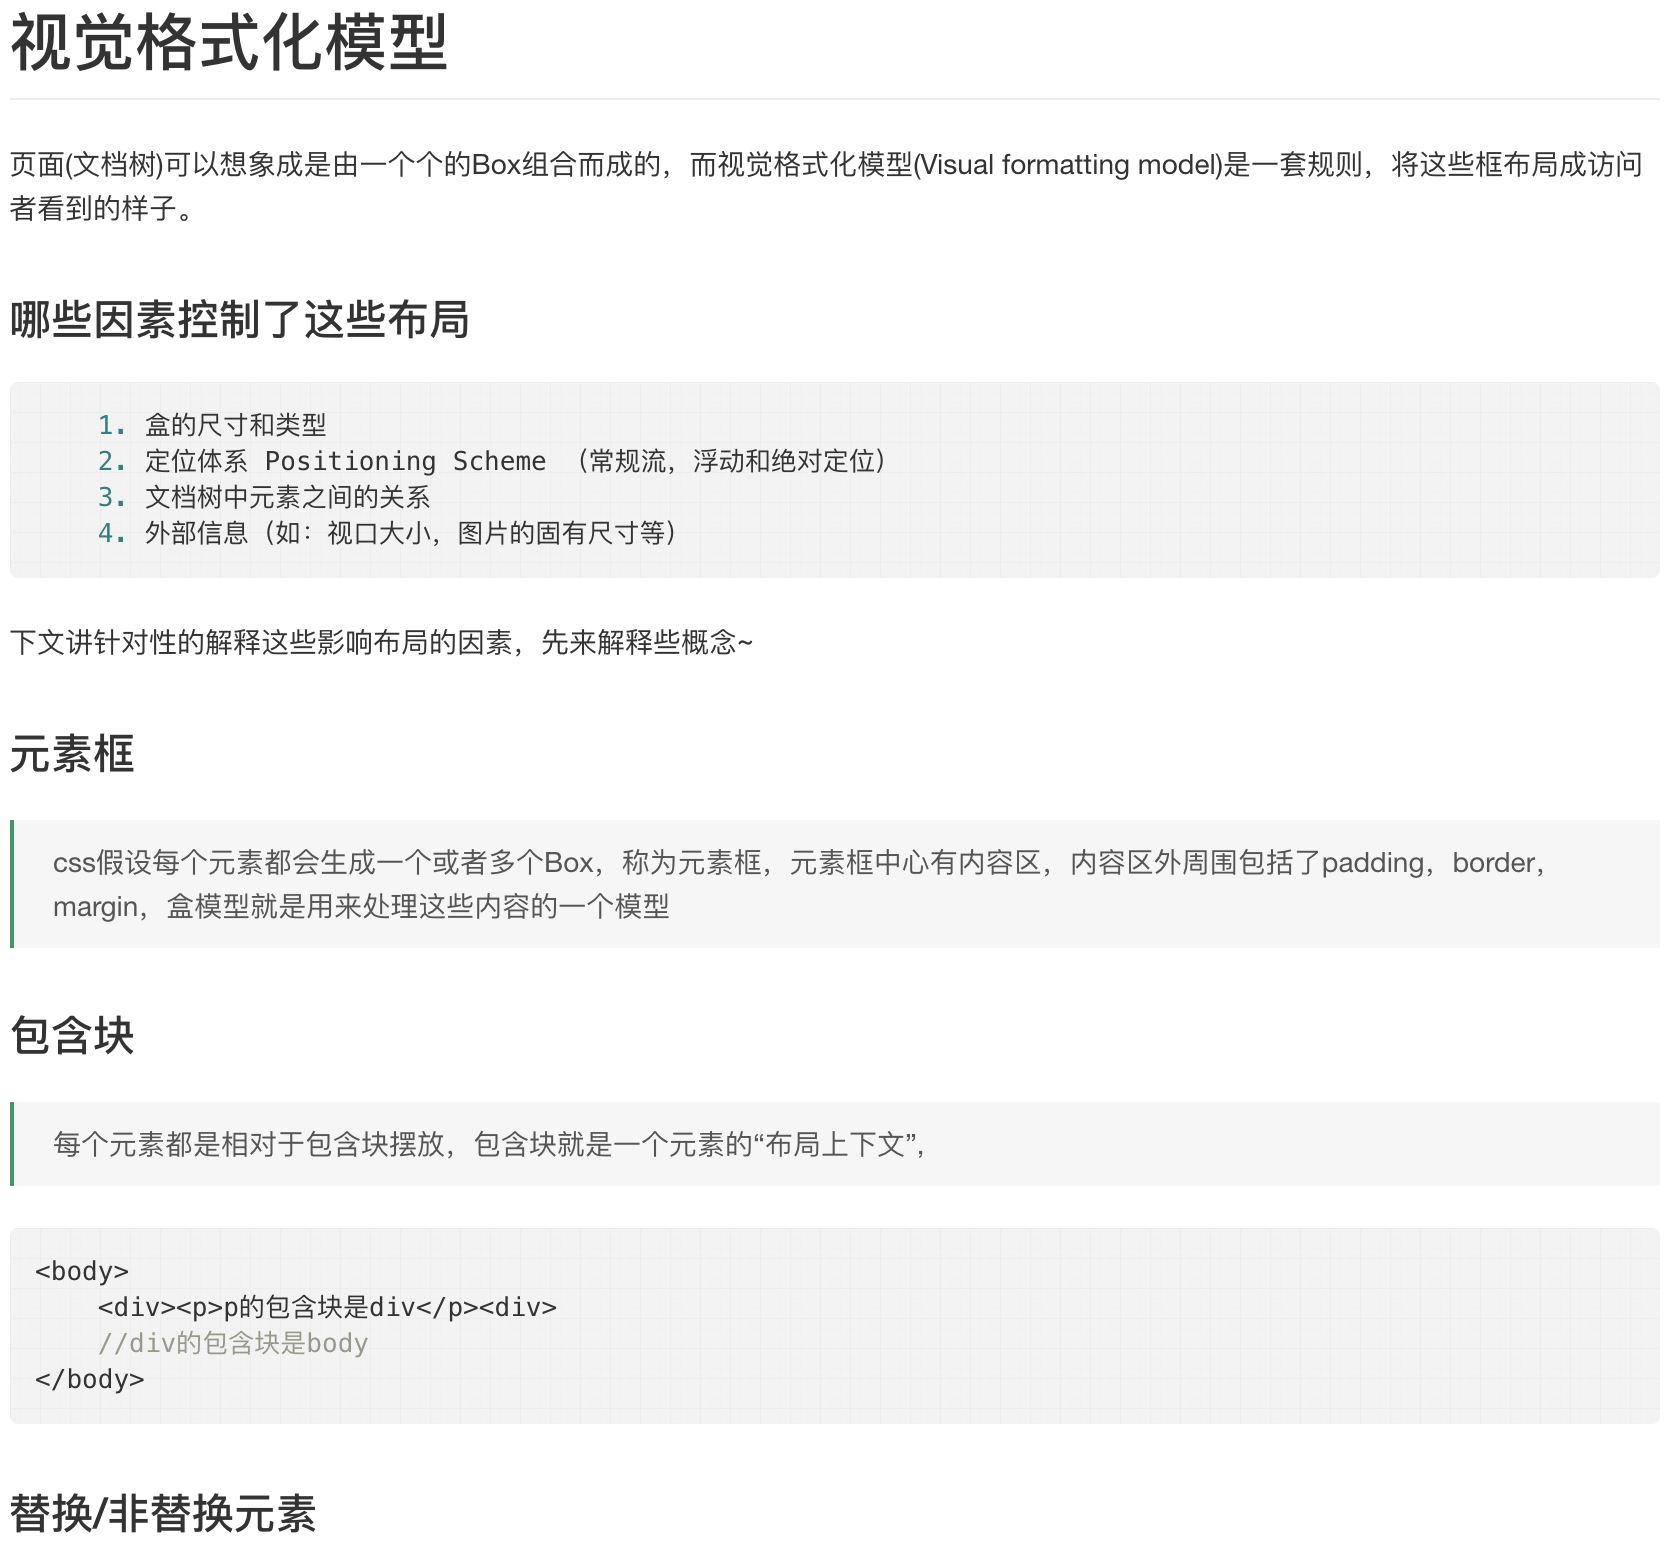 视觉格式化模型
页面(文档树)可以想象成是由一个个的Box组合而成的，而视觉格式化模型(Visual formatting model)是一套规则，将这些框布局成访问
者看到的样子。
哪些因素控制了这些布局
1. 盒的尺寸和类型
2. 定位体系 Positioning Scheme （常规流，浮动和绝对定位）
3. 文档树中元素之间的关系
4. 外部信息（如：视口大小，图片的固有尺寸等）
下文讲针对性的解释这些影响布局的因素，先来解释些概念~
元素框
css假设每个元素都会生成一个或者多个Box，称为元素框，元素框中心有内容区，内容区外周围包括了padding，border，
margin，盒模型就是用来处理这些内容的一个模型
包含块
每个元素都是相对于包含块摆放，包含块就是一个元素的“布局上下文”，
<body>
    <div><p>p的包含块是div</p><div>
    //div的包含块是body
</body>
替换/非替换元素